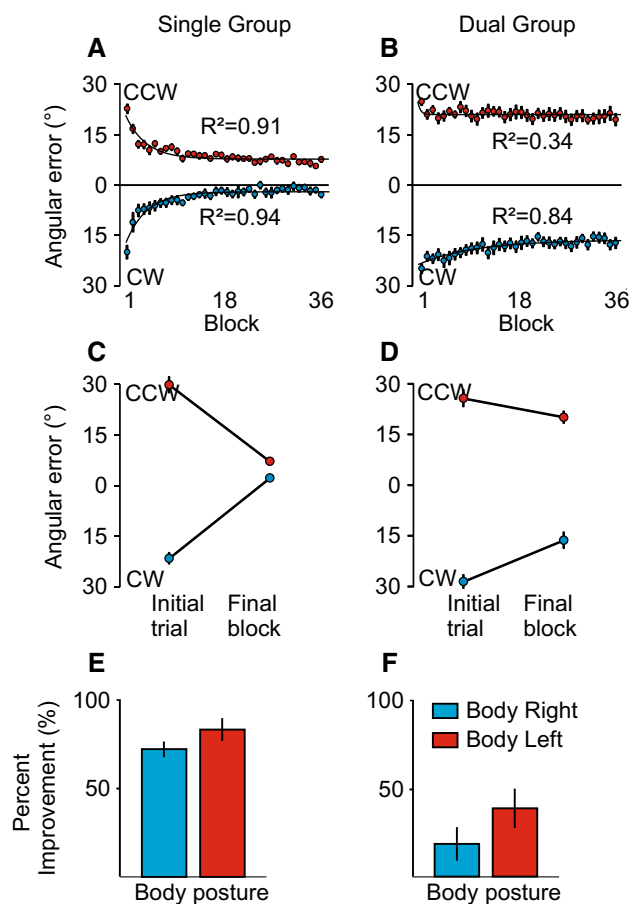 Single Group
Dual Group
A
B
Angular error (°)
30
15
0
15
30
CCW
CW
R²=0.91
R²=0.94
1
18
36
Block
30
15
0
15
30
CCW
CW
R²=0.34
R²=0.84
1
18
36
Block
C
D
Angular error (°)
30
15
0
15
30
CCW
CW
Initial
trial
Final
block
30
15
0
15
30
CCW
CW
Initial
trial
Final
block
E
F
Percent
Improvement (%)
100
50
Body posture
100
50
Body Right
Body Left
Body posture